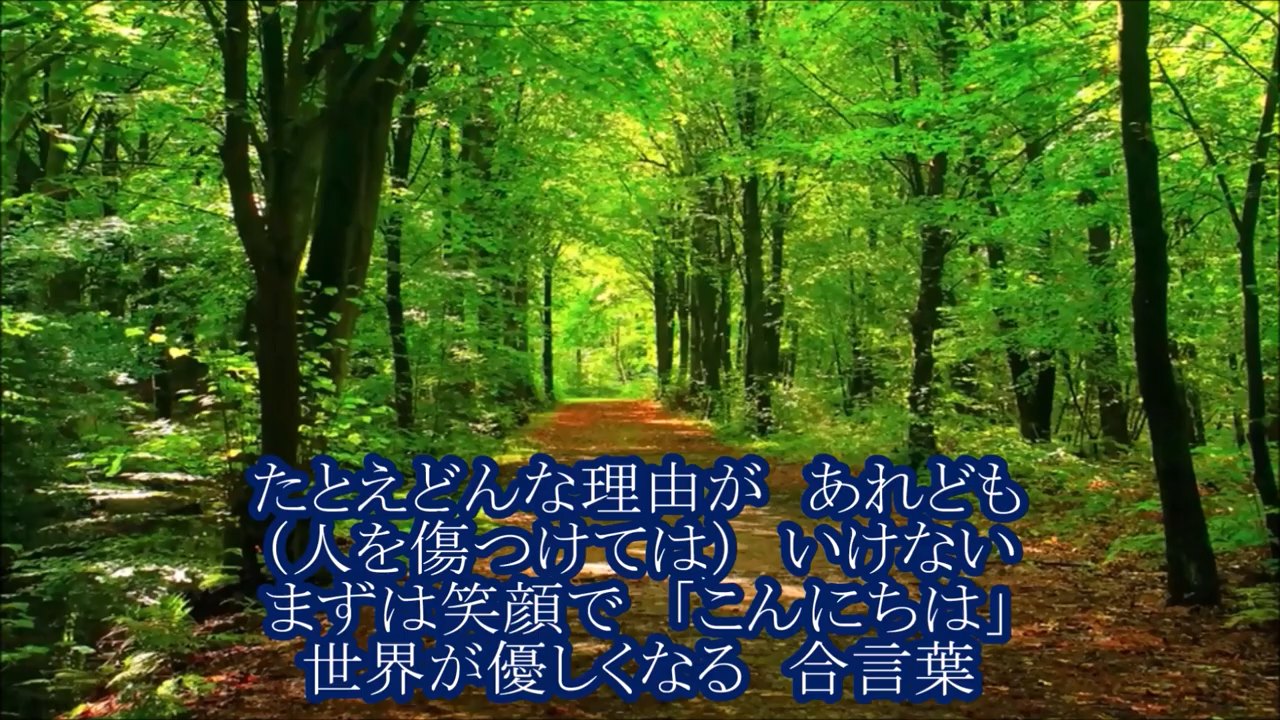 たとえどんな理由が　あれども
（人を傷つけては）　いけない
まずは笑顔で　「こんにちは」
世界が優しくなる　合言葉